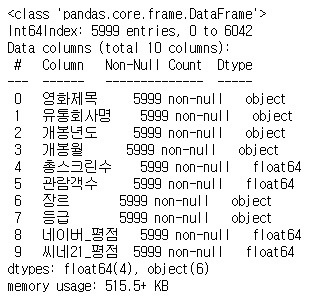 <class 'pandas.core.frame.DataFrame'>
Int64Index: 5999 entries, 0 to 6042
Data columns (total 10 columns):
 #   Column   Non-Null Count  Dtype
---  ------   --------------  -----
 0   영화제목     5999 non-null   object
 1   유통회사명    5999 non-null   object
 2   개봉년도     5999 non-null   object
 3   개봉월      5999 non-null   object
 4   총스크린수    5999 non-null   float64
 5   관람객수     5999 non-null   float64
 6   장르       5999 non-null   object
 7   등급       5999 non-null   object
 8   네이버_평점   5999 non-null   float64
 9   씨네21_평점  5999 non-null   float64
dtypes: float64(4), object(6)
memory usage: 515.5+ KB